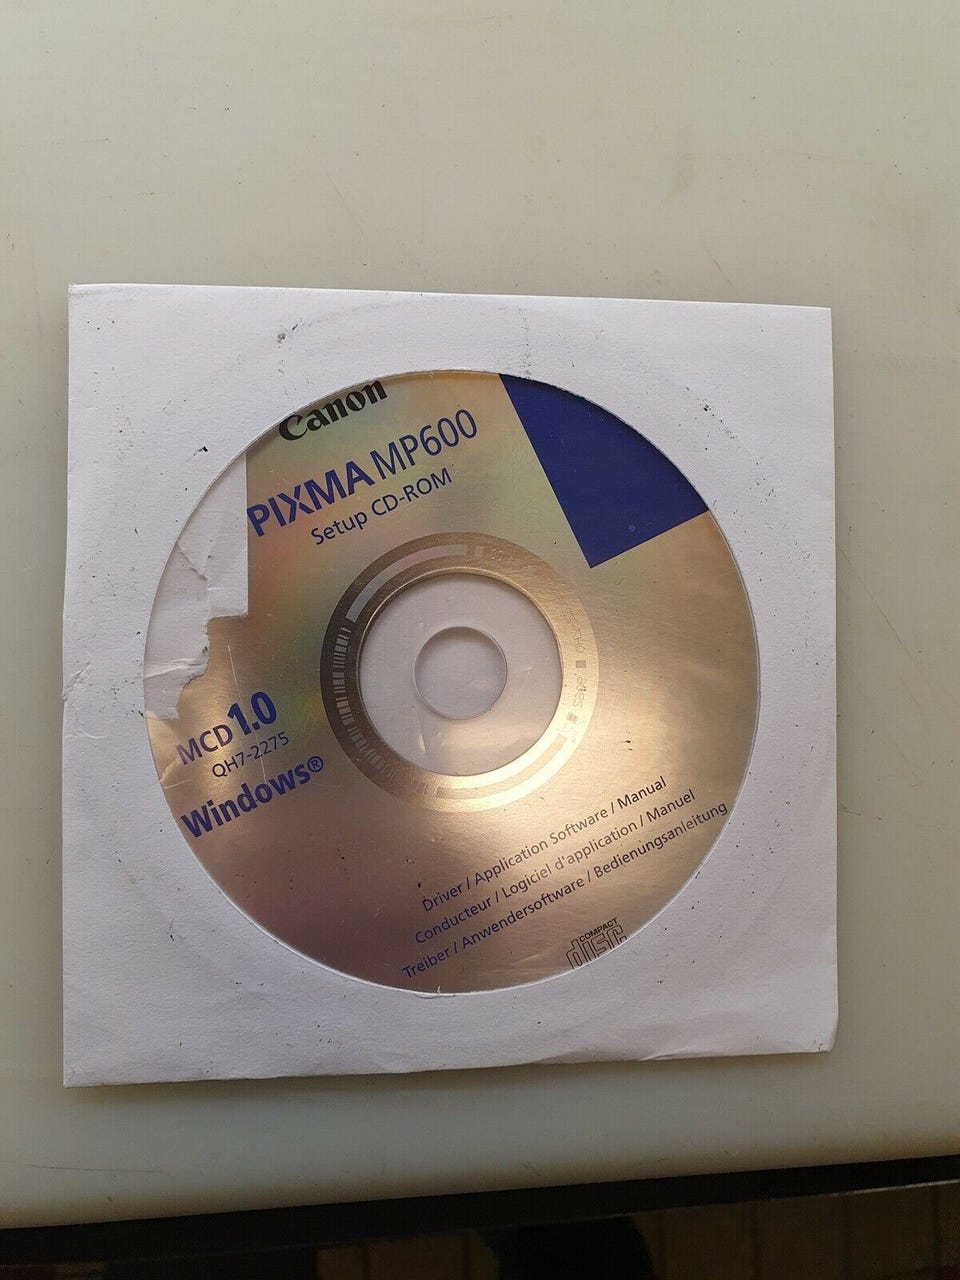 Canon
PIXMA MP600
Setup CD-ROM
MCD 1.0
QH7-2275
Windows®
Driver / Application Software / Manual
Conducteur / Logiciel d'application / Manuel
Treiber / Anwendersoftware / Bedienungsanleitung
COMPACT
disc